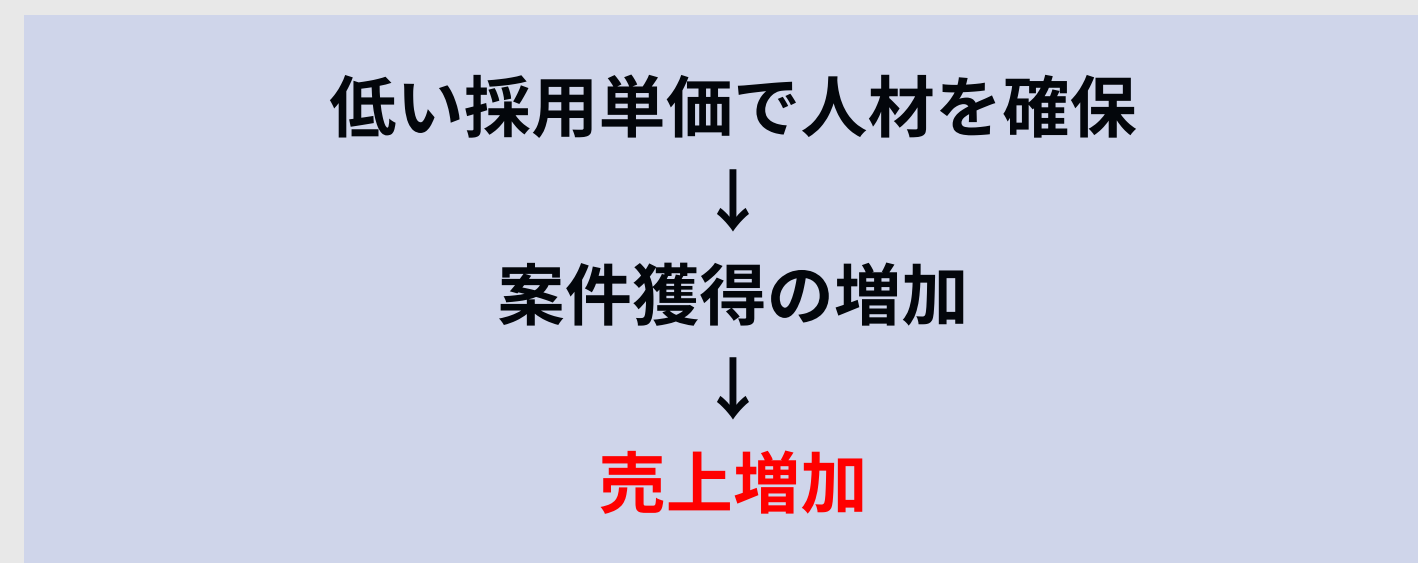 低い採用単価で人材を確保
↓
案件獲得の増加
↓
売上増加